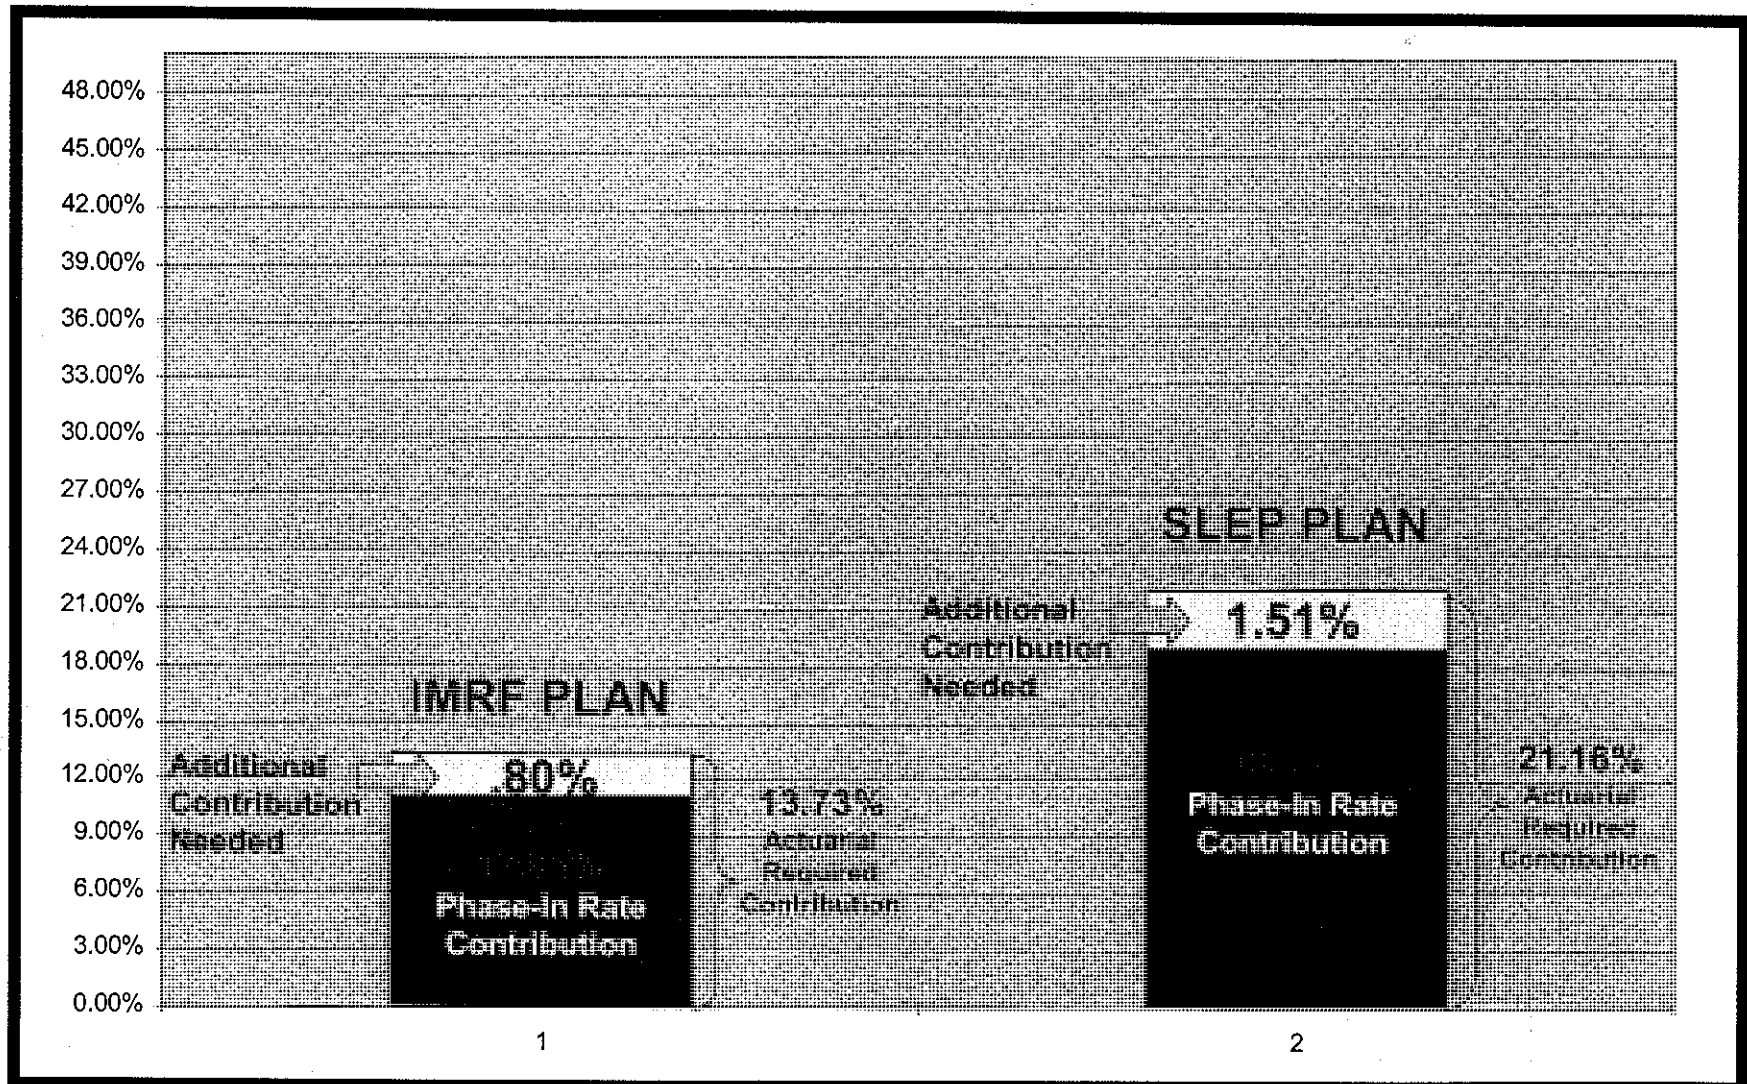 48.00%
45.00%
42.00%
39.00%
36.00%
33.00%
30.00%
27.00%
24.00%
21.00%
18.00%
15.00%
12.00%
9.00%
6.00%
3.00%
0.00%
IMRF PLAN
Additional
Contribution
Needed
.80%
Phase-In Rate
Contribution
13.73%
Actuarial
Required
Contribution
SLEP PLAN
Additional
Contribution
Needed
1.51%
Phase-In Rate
Contribution
21.16%
Actuarial
Required
Contribution
1
2